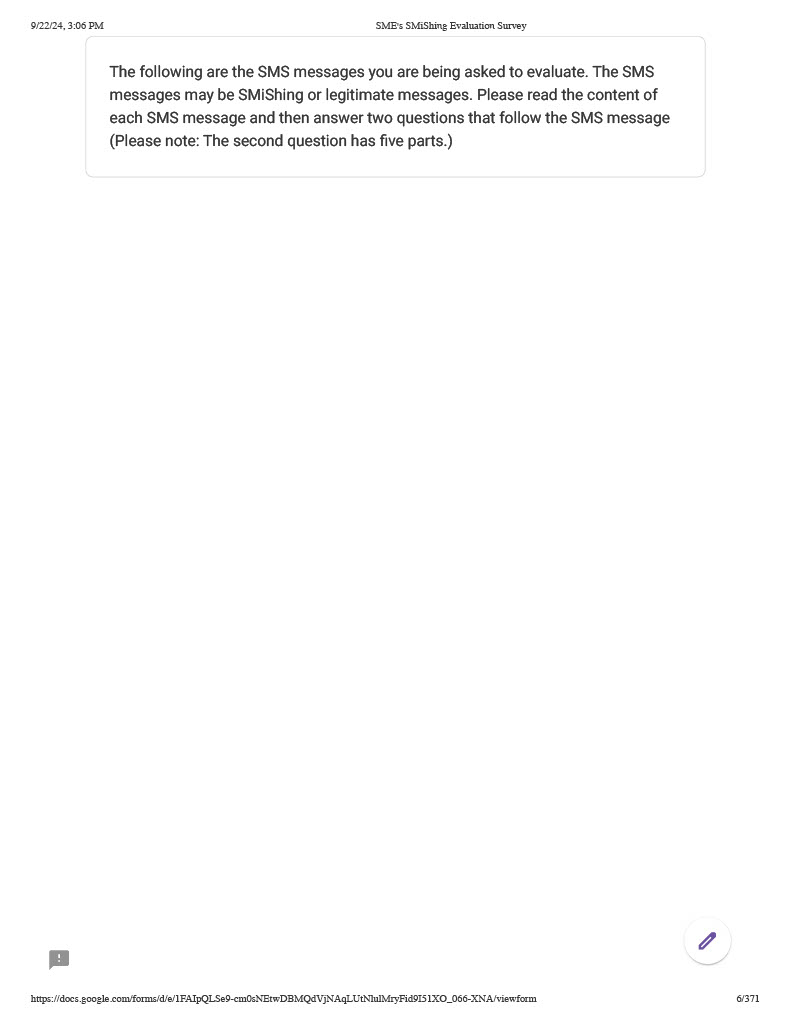 9/22/24, 3:06 PM SME's SMiShing Evaluation Survey
The following are the SMS messages you are being asked to evaluate. The SMS
messages may be SMiShing or legitimate messages. Please read the content of
each SMS message and then answer two questions that follow the SMS message
(Please note: The second question has five parts.)
https://docs.google.com/forms/d/e/1FAIpQLSe9-cm0sNEtwDBMQdVjNAqLUtNlulMryFid9I51XO_066-XNA/viewform 6/371